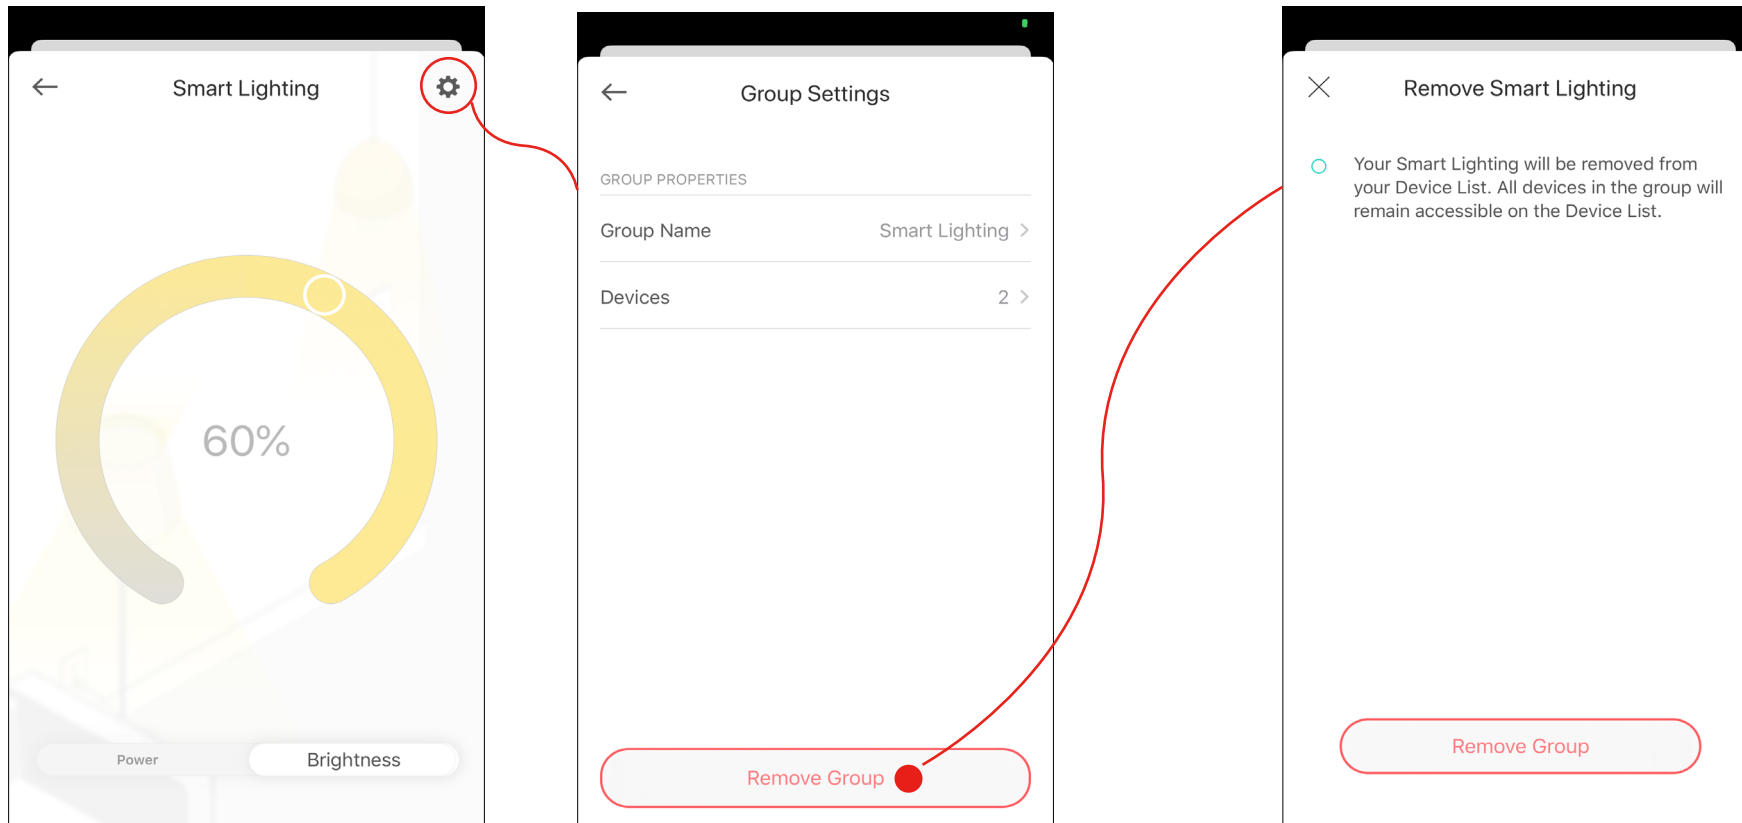 Smart Lighting
60%
Power
Brightness
Group Settings
GROUP PROPERTIES
Group Name
Smart Lighting
Devices
2
Remove Group
Remove Smart Lighting
Your Smart Lighting will be removed from
your Device List. All devices in the group will
remain accessible on the Device List.
Remove Group